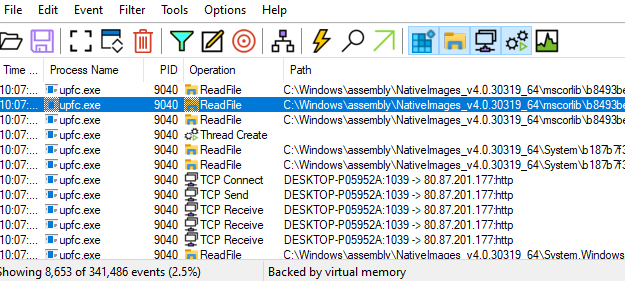 File Edit Event Filter Tools Options Help
Time ... Process Name PID Operation Path
10:07:... upfc.exe 9040 ReadFile C:\Windows\assembly\NativeImages_v4.0.30319_64\mscorlib\b8493be
10:07:... upfc.exe 9040 ReadFile C:\Windows\assembly\NativeImages_v4.0.30319_64\mscorlib\b8493be
10:07:... upfc.exe 9040 ReadFile C:\Windows\assembly\NativeImages_v4.0.30319_64\mscorlib\b8493be
10:07:... upfc.exe 9040 Thread Create
10:07:... upfc.exe 9040 ReadFile C:\Windows\assembly\NativeImages_v4.0.30319_64\System\b187b7f3
10:07:... upfc.exe 9040 ReadFile C:\Windows\assembly\NativeImages_v4.0.30319_64\System\b187b7f3
10:07:... upfc.exe 9040 TCP Connect DESKTOP-P05952A:1039 -> 80.87.201.177:http
10:07:... upfc.exe 9040 TCP Send DESKTOP-P05952A:1039 -> 80.87.201.177:http
10:07:... upfc.exe 9040 TCP Receive DESKTOP-P05952A:1039 -> 80.87.201.177:http
10:07:... upfc.exe 9040 TCP Receive DESKTOP-P05952A:1039 -> 80.87.201.177:http
10:07:... upfc.exe 9040 TCP Receive DESKTOP-P05952A:1039 -> 80.87.201.177:http
10:07:... upfc.exe 9040 ReadFile C:\Windows\assembly\NativeImages_v4.0.30319_64\System.Windows
Showing 8,653 of 341,486 events (2.5%) Backed by virtual memory